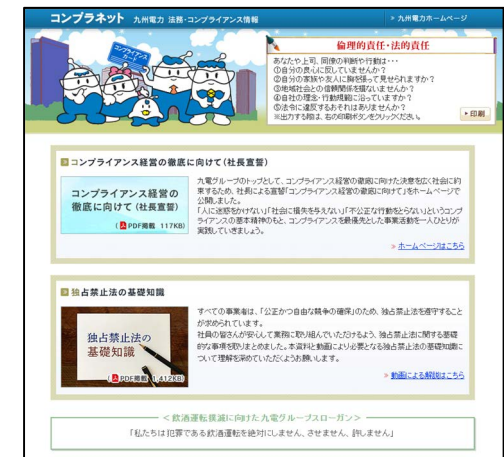 コンプラネット 九州電力 法務・コンプライアンス情報
> 九州電力ホームページ
コンプライアンス
カード
倫理的責任・法的責任
あなたや上司、同僚の判断や行動は・・・
①自分の良心に反していませんか？
②自分の家族や友人に胸を張って見せられますか？
③地域社会との信頼関係を損ないませんか？
④自社の理念・行動規範に沿っていますか？
⑤法令に違反するおそれはありませんか？
※出力する際は、右の印刷ボタンをクリックください。
印刷
コンプライアンス経営の徹底に向けて（社長宣誓）
コンプライアンス経営の
徹底に向けて（社長宣誓）
（PDF掲載 117KB）
九電グループのトップとして、コンプライアンス経営の徹底に向けた決意を広く社会に約
束するため、社長による宣誓「コンプライアンス経営の徹底に向けて」をホームページで
公開しました。
「人に迷惑をかけない」「社会に損失を与えない」「不公正な行動をとらない」というコンプ
ライアンスの基本精神のもと、コンプライアンスを最優先とした事業活動を一人ひとりが
実践していきましょう。
> ホームページはこちら
独占禁止法の基礎知識
独占禁止法の
基礎知識
（PDF掲載 1,412KB）
すべての事業者は、「公正かつ自由な競争の確保」のため、独占禁止法を遵守すること
が求められています。
社員の皆さんが安心して業務に取り組んでいただけるよう、独占禁止法に関する基礎
的な事項を取りまとめました。本資料と動画により必要となる独占禁止法の基礎知識に
ついて理解を深めていただくようお願いします。
> 動画による解説はこちら
＜飲酒運転撲滅に向けた九電グループスローガン＞
「私たちは犯罪である飲酒運転を絶対にしません、させません、許しません」